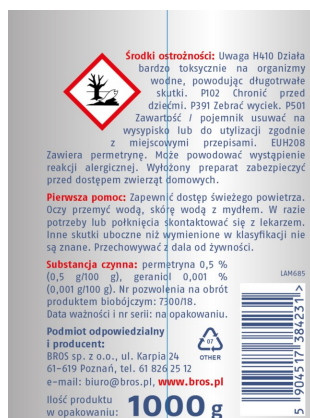 Środki ostrożności: Uwaga H410 Działa
bardzo toksycznie na organizmy
wodne, powodując długotrwałe
skutki. P102 Chronić przed
dziećmi. P391 Zebrać wyciek. P501
Zawartość / pojemnik usuwać na
wysypisko lub do utylizacji zgodnie
z miejscowymi przepisami. EUH208
Zawiera permetrynę. Może powodować wystąpienie
reakcji alergicznej. Wyłożony preparat zabezpieczyć
przed dostępem zwierząt domowych.
Pierwsza pomoc: Zapewnić dostęp świeżego powietrza.
Oczy przemyć wodą, skórę wodą z mydłem. W razie
potrzeby lub połknięcia skontaktować się z lekarzem.
Inne skutki uboczne niż wymienione w klasyfikacji nie
są znane. Przechowywać z dala od żywności.
Substancja czynna: permetryna 0,5 %
(0,5 g/100 g), geraniol 0,001 %
(0,001 g/100 g). Nr pozwolenia na obrót
produktem biobójczym: 7300/18.
Data ważności i nr serii: na opakowaniu.
LAM685
Podmiot odpowiedzialny
i producent:
BROS sp. z o.o., ul. Karpia 24
61-619 Poznań, tel. 61 826 25 12
e-mail: biuro@bros.pl, www.bros.pl
07
OTHER
Ilość produktu
w opakowaniu: 1000 g
5 904517 384231 >